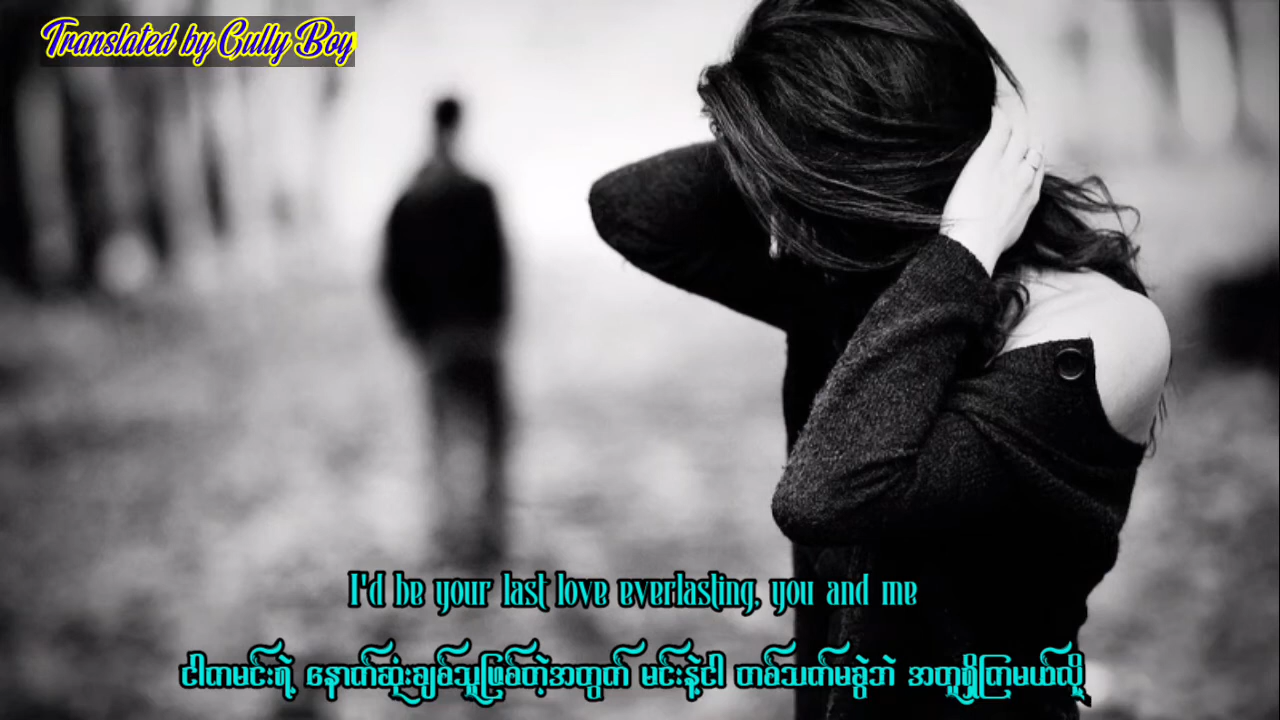 Translated by Gully Boy
I'd be your last love everlasting, you and me
ငါကမင်းရဲ့ နောက်ဆုံးချစ်သူဖြစ်တဲ့အတွက် မင်းနဲ့ငါ တစ်သက်မခွဲဘဲ အတူရှိကြမယ်လို့